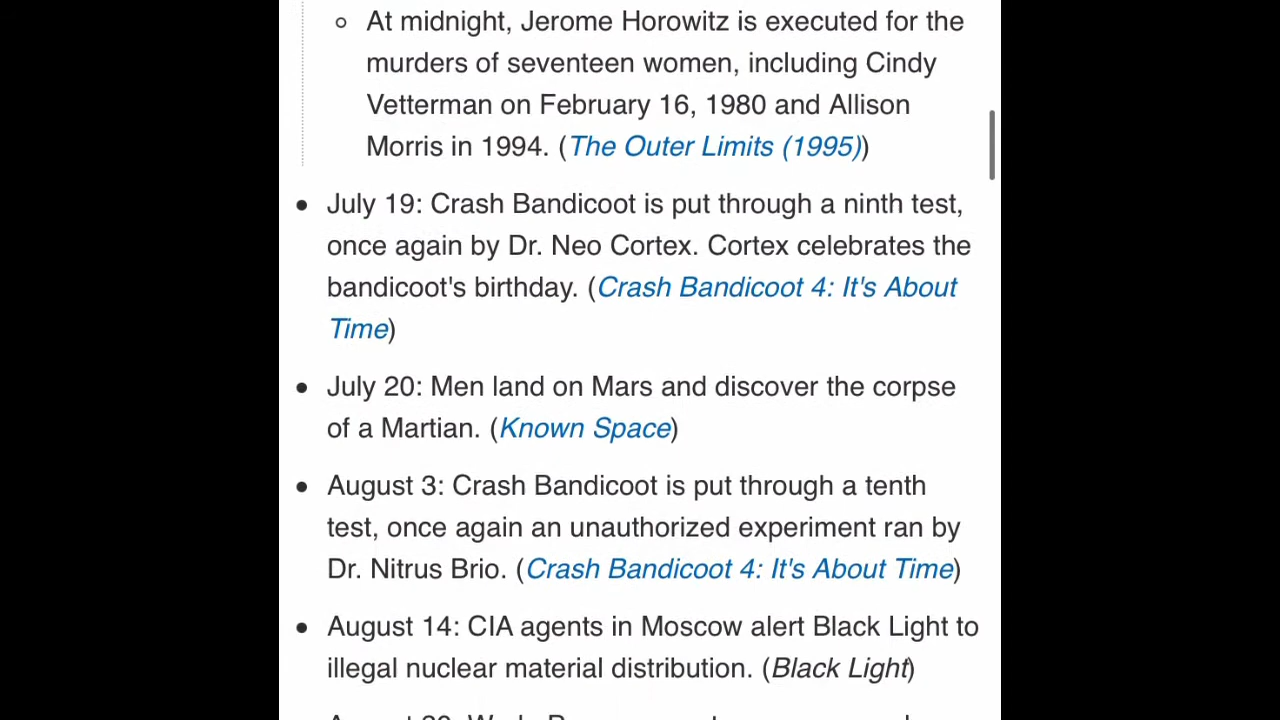 At midnight, Jerome Horowitz is executed for the
murders of seventeen women, including Cindy
Vetterman on February 16, 1980 and Allison
Morris in 1994. (The Outer Limits (1995))
July 19: Crash Bandicoot is put through a ninth test,
once again by Dr. Neo Cortex. Cortex celebrates the
bandicoot's birthday. (Crash Bandicoot 4: It's About
Time)
July 20: Men land on Mars and discover the corpse
of a Martian. (Known Space)
August 3: Crash Bandicoot is put through a tenth
test, once again an unauthorized experiment ran by
Dr. Nitrus Brio. (Crash Bandicoot 4: It's About Time)
August 14: CIA agents in Moscow alert Black Light to
illegal nuclear material distribution. (Black Light)